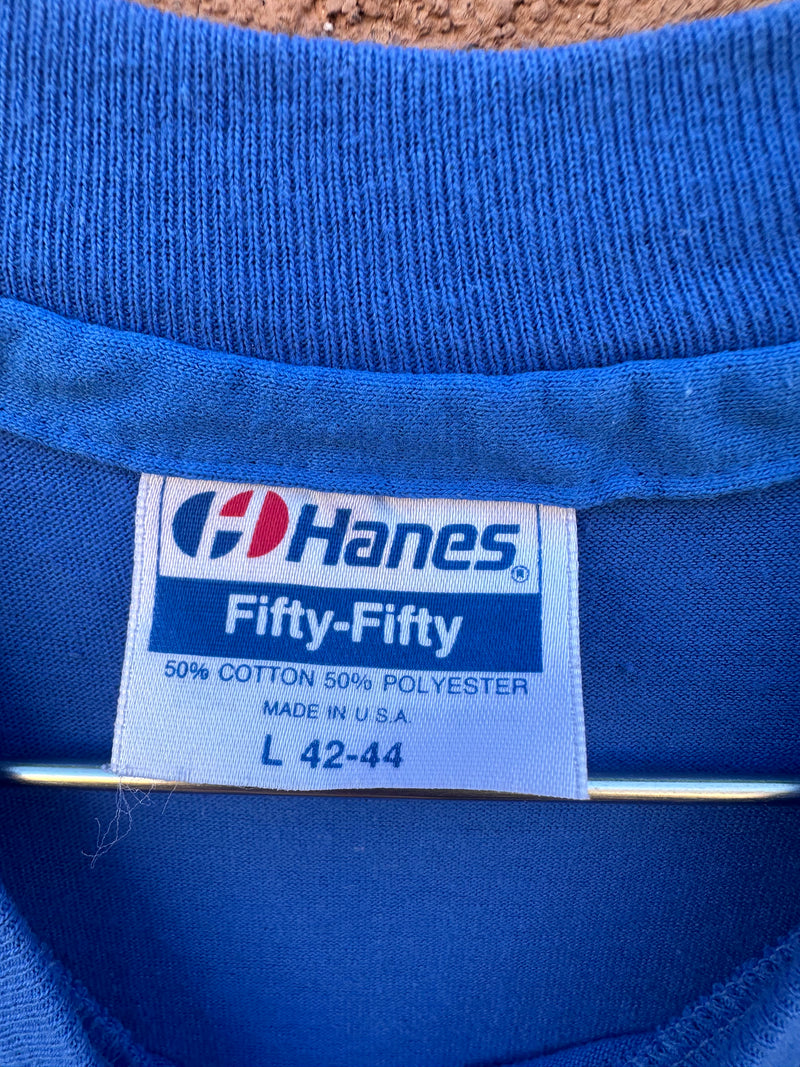 Hanes®
Fifty-Fifty
50% COTTON 50% POLYESTER
MADE IN U.S.A.
L 42-44